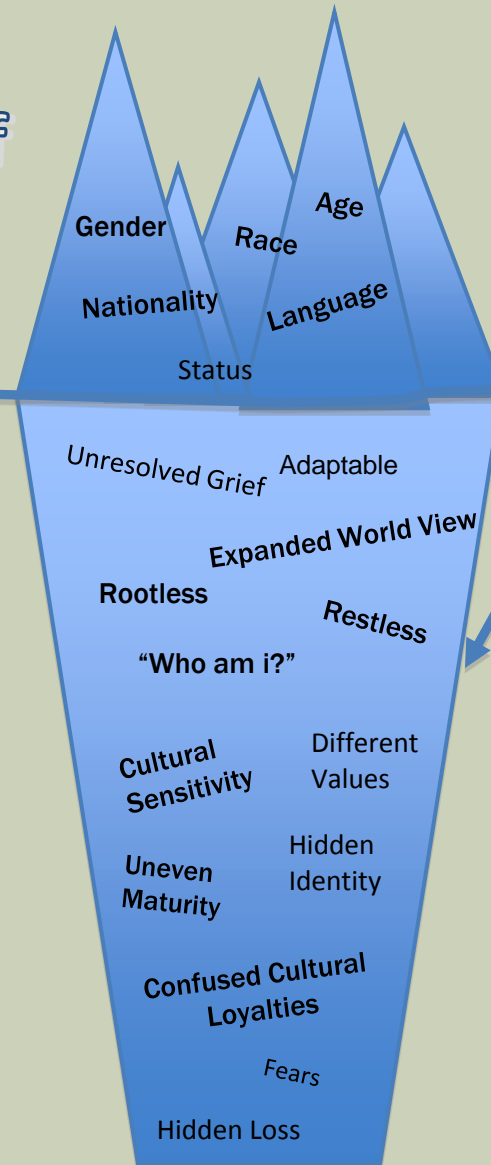 Age
Gender
Race
Nationality
Language
Status
Unresolved Grief
Adaptable
Expanded World View
Rootless
Restless
“Who am i?”
Cultural
Sensitivity
Different
Values
Uneven
Maturity
Hidden
Identity
Confused Cultural
Loyalties
Fears
Hidden Loss